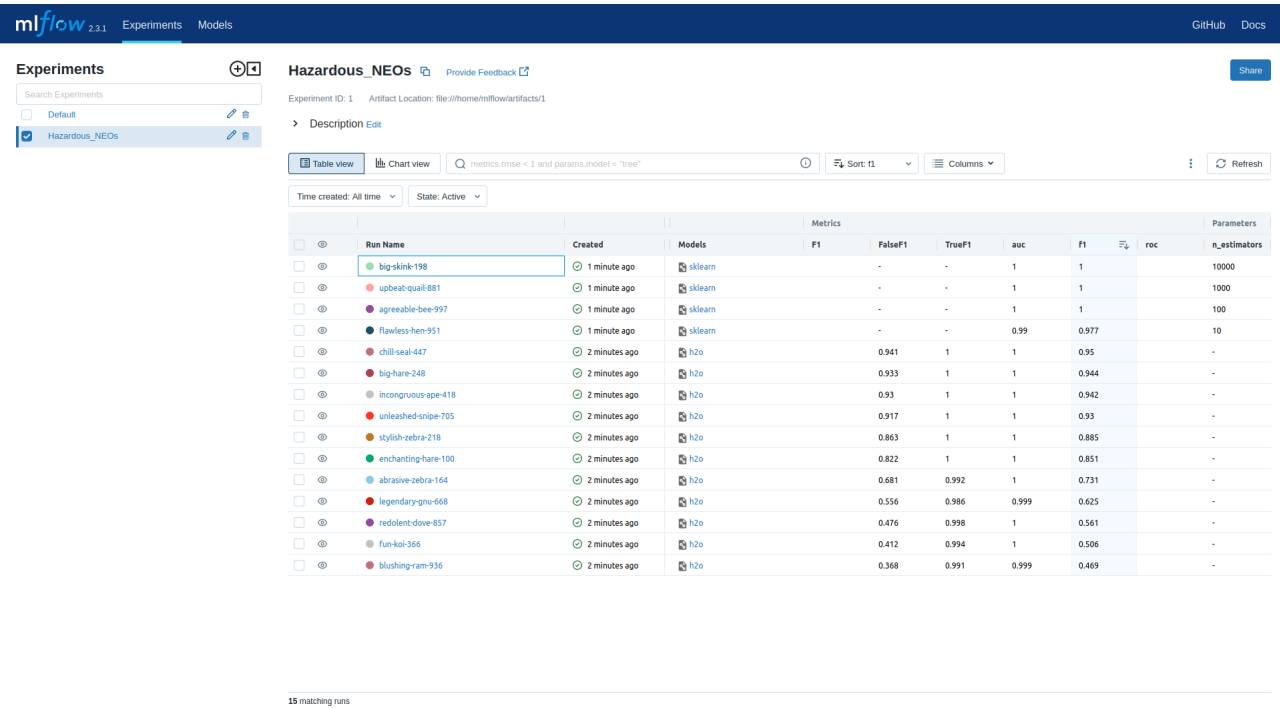 mlflow 2.3.1 Experiments Models GitHub Docs
Experiments
Search Experiments
Default
Hazardous_NEOs
Hazardous_NEOs Provide Feedback Share
Experiment ID: 1 Artifact Location: file:///home/mlflow/artifacts/1
Description Edit
Table view Chart view metrics.rmse < 1 and params.model = "tree" Sort: f1 Columns Refresh
Time created: All time State: Active
Metrics Parameters
Run Name Created Models F1 FalseF1 TrueF1 auc f1 roc n_estimators
big-skink-198 1 minute ago sklearn - - 1 1 10000
upbeat-quail-881 1 minute ago sklearn - - 1 1 1000
agreeable-bee-997 1 minute ago sklearn - - 1 1 100
flawless-hen-951 1 minute ago sklearn - - 0.99 0.977 10
chill-seal-447 2 minutes ago h2o 0.941 1 1 0.95 -
big-hare-248 2 minutes ago h2o 0.933 1 1 0.944 -
incongruous-ape-418 2 minutes ago h2o 0.93 1 1 0.942 -
unleashed-snipe-705 2 minutes ago h2o 0.917 1 1 0.93 -
stylish-zebra-218 2 minutes ago h2o 0.863 1 1 0.885 -
enchanting-hare-100 2 minutes ago h2o 0.822 1 1 0.851 -
abrasive-zebra-164 2 minutes ago h2o 0.681 0.992 1 0.731 -
legendary-gnu-668 2 minutes ago h2o 0.556 0.986 0.999 0.625 -
redolent-dove-857 2 minutes ago h2o 0.476 0.998 1 0.561 -
fun-koi-366 2 minutes ago h2o 0.412 0.994 1 0.506 -
blushing-ram-936 2 minutes ago h2o 0.368 0.991 0.999 0.469 -
15 matching runs